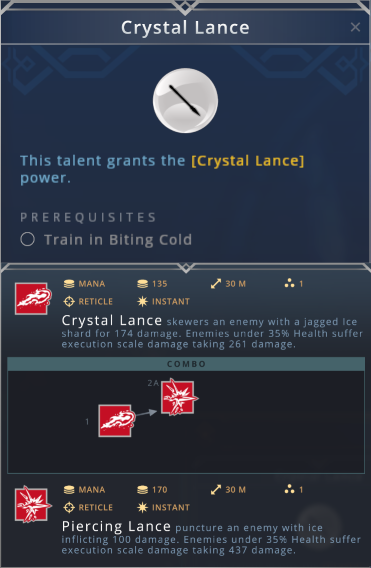 Crystal Lance
This talent grants the [Crystal Lance]
power.
PREREQUISITES
Train in Biting Cold
MANA 135 30 M 1
RETICLE INSTANT
Crystal Lance skewers an enemy with a jagged Ice
shard for 174 damage. Enemies under 35% Health suffer
execution scale damage taking 261 damage.
COMBO
2A
1
MANA 170 30 M 1
RETICLE INSTANT
Piercing Lance puncture an enemy with ice
inflicting 100 damage. Enemies under 35% Health suffer
execution scale damage taking 437 damage.